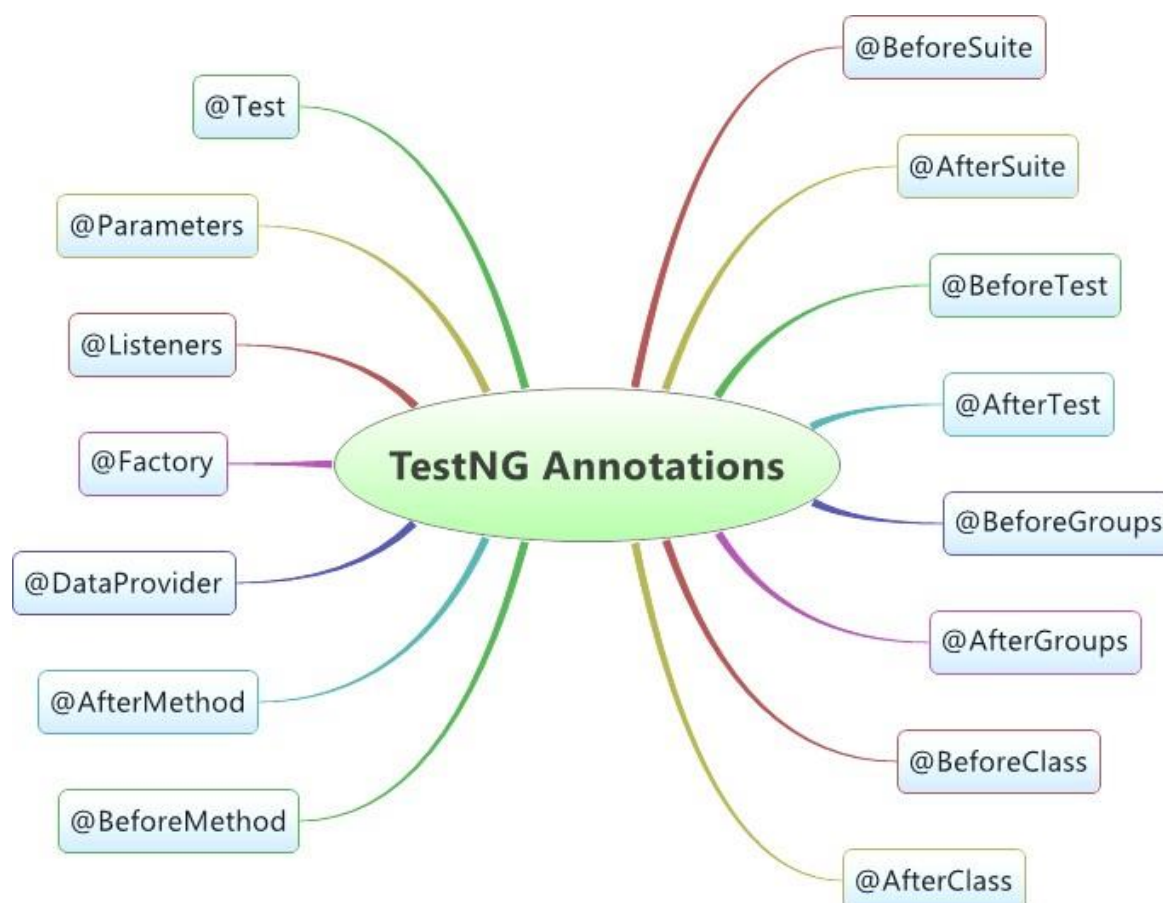 @BeforeSuite
@Test
@AfterSuite
@Parameters
@BeforeTest
@Listeners
@AfterTest
@Factory
TestNG Annotations
@BeforeGroups
@DataProvider
@AfterGroups
@AfterMethod
@BeforeClass
@BeforeMethod
@AfterClass